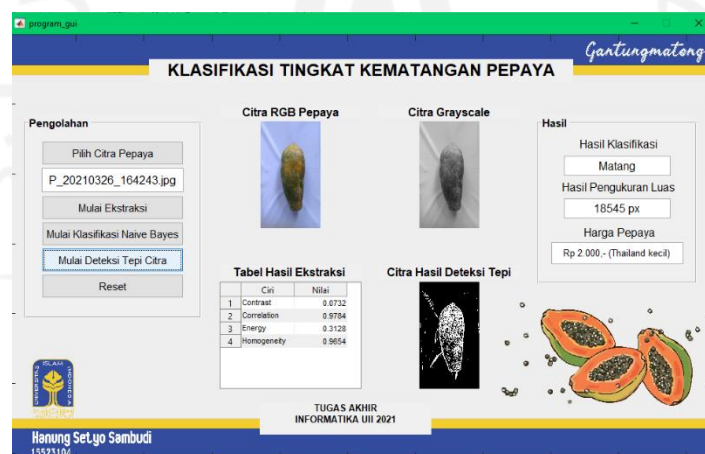 program_gui
Gantungmatang
KLASIFIKASI TINGKAT KEMATANGAN PEPAYA
Pengolahan
Pilih Citra Pepaya
P_20210326_164243.jpg
Mulai Ekstraksi
Mulai Klasifikasi Naive Bayes
Mulai Deteksi Tepi Citra
Reset
Citra RGB Pepaya
Citra Grayscale
Hasil
Hasil Klasifikasi
Matang
Hasil Pengukuran Luas
18545 px
Harga Pepaya
Rp 2.000,- (Thailand kecil)
Tabel Hasil Ekstraksi
Ciri Nilai
1 Contrast 0.0732
2 Correlation 0.9784
3 Energy 0.3128
4 Homogeneity 0.9654
Citra Hasil Deteksi Tepi
ISLAM
UNIVERSITAS
INDONESIA
TUGAS AKHIR
INFORMATIKA UII 2021
Hanung Setyo Sambudi
15523104